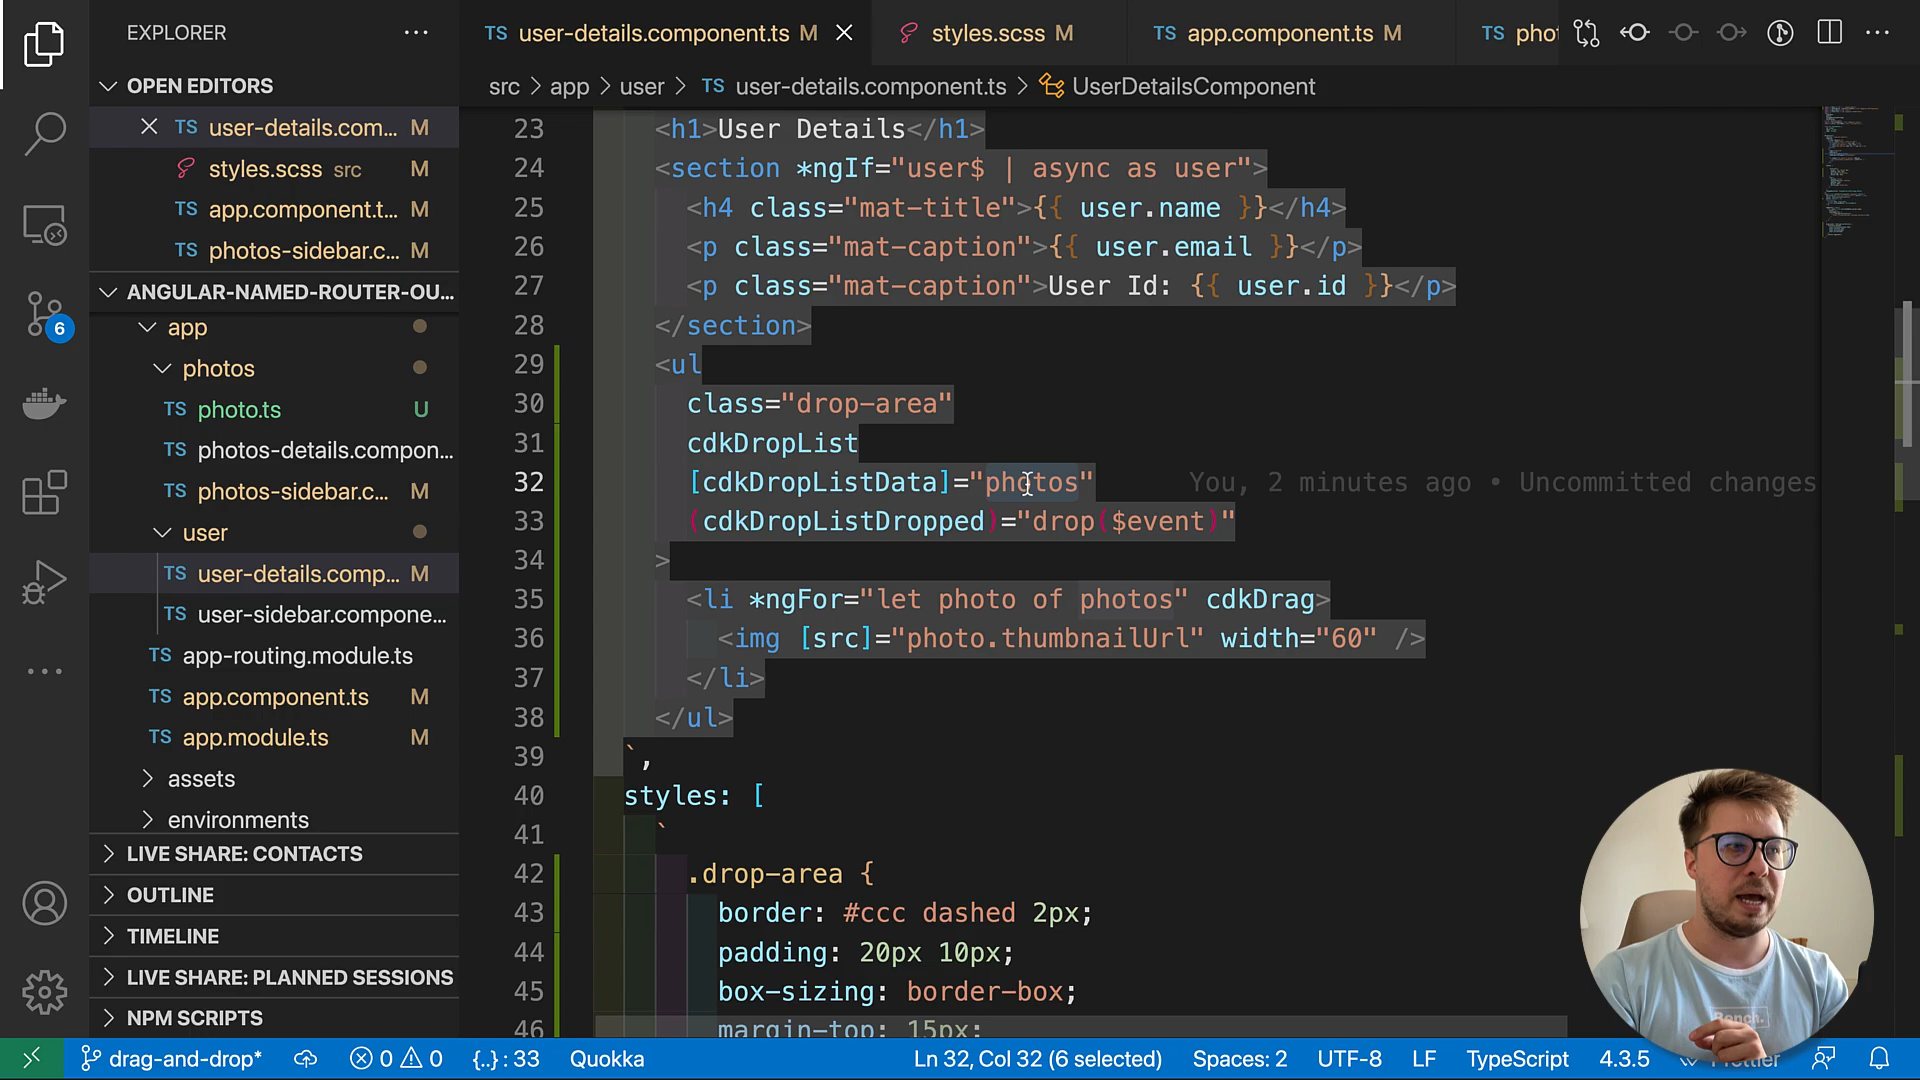 EXPLORER
OPEN EDITORS
TS user-details.com... M
styles.scss src M
TS app.component.t... M
TS photos-sidebar.c... M
ANGULAR-NAMED-ROUTER-OU...
app
photos
TS photo.ts U
TS photos-details.compon...
TS photos-sidebar.c... M
user
TS user-details.comp... M
TS user-sidebar.compone...
TS app-routing.module.ts
TS app.component.ts M
TS app.module.ts M
assets
environments
LIVE SHARE: CONTACTS
OUTLINE
TIMELINE
LIVE SHARE: PLANNED SESSIONS
NPM SCRIPTS
6
TS user-details.component.ts M
styles.scss M
TS app.component.ts M
TS phot
src > app > user > TS user-details.component.ts > UserDetailsComponent
23 <h1>User Details</h1>
24 <section *ngIf="user$ | async as user">
25 <h4 class="mat-title">{{ user.name }}</h4>
26 <p class="mat-caption">{{ user.email }}</p>
27 <p class="mat-caption">User Id: {{ user.id }}</p>
28 </section>
29 <ul
30 class="drop-area"
31 cdkDropList
32 [cdkDropListData]="photos" You, 2 minutes ago • Uncommitted changes
33 (cdkDropListDropped)="drop($event)"
34 >
35 <li *ngFor="let photo of photos" cdkDrag>
36 <img [src]="photo.thumbnailUrl" width="60" />
37 </li>
38 </ul>
39 `,
40 styles: [
41 `
42 .drop-area {
43 border: #ccc dashed 2px;
44 padding: 20px 10px;
45 box-sizing: border-box;
46 margin-top: 15px;
drag-and-drop* 0 0 {..} : 33 Quokka Ln 32, Col 32 (6 selected) Spaces: 2 UTF-8 LF TypeScript 4.3.5 Prettier